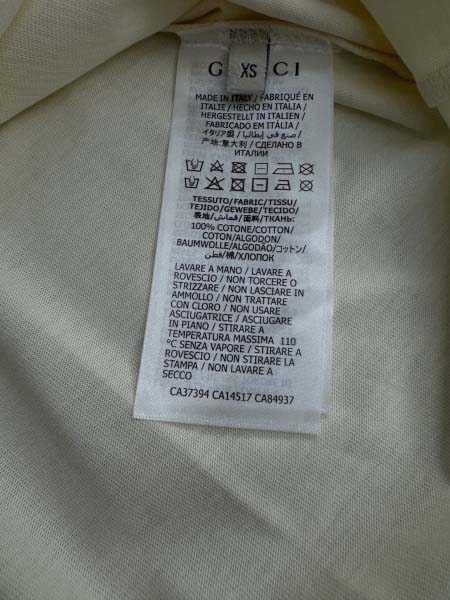 G CI
XS
MADE IN ITALY / FABRIQUÉ EN
ITALIE / HECHO EN ITALIA /
HERGESTELLT IN ITALIEN /
FABRICADO EM ITÁLIA /
イタリア製 / صنع في إيطاليا /
产地:意大利 / СДЕЛАНО В
ИТАЛИИ
TESSUTO/FABRIC/TISSU/
TEJIDO/GEWEBE/TECIDO/
表地/قماش/面料/ТКАНЬ:
100% COTONE/COTTON/
COTON/ALGODON/
BAUMWOLLE/ALGODÃO/コットン/
قطن/棉/ХЛОПОК
LAVARE A MANO / LAVARE A
ROVESCIO / NON TORCERE O
STRIZZARE / NON LASCIARE IN
AMMOLLO / NON TRATTARE
CON CLORO / NON USARE
ASCIUGATRICE / ASCIUGARE
IN PIANO / STIRARE A
TEMPERATURA MASSIMA 110
°C SENZA VAPORE / STIRARE A
ROVESCIO / NON STIRARE LA
STAMPA / NON LAVARE A
SECCO
CA37394 CA14517 CA84937